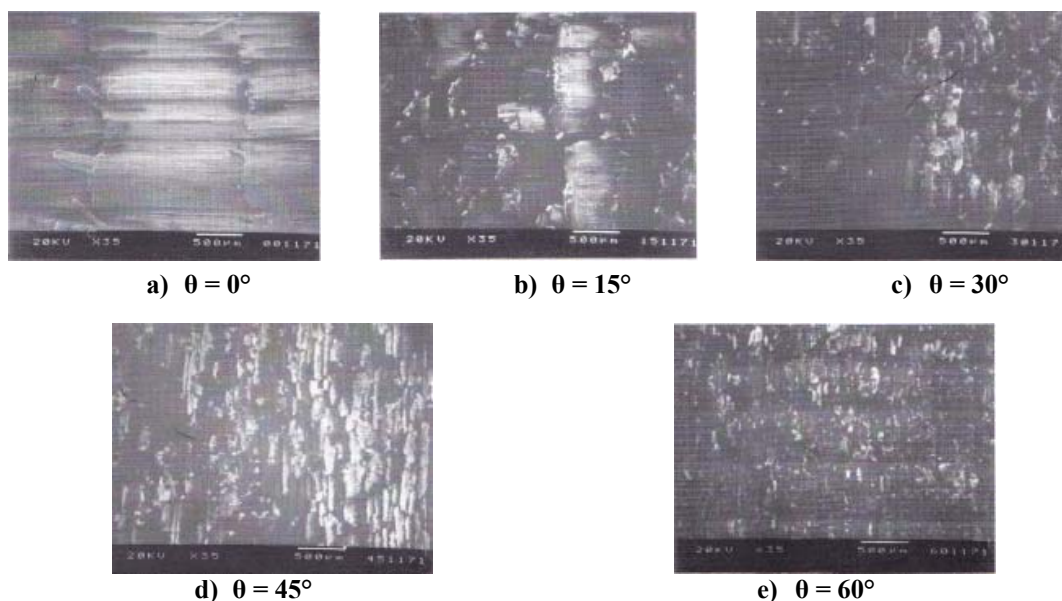 20KV X35 500µm 001171
20KV X35 500µm 151171
20KV X35 500µm 301171
a) θ = 0°
b) θ = 15°
c) θ = 30°
20KV X35 500µm 451171
20KV X35 500µm 601171
d) θ = 45°
e) θ = 60°